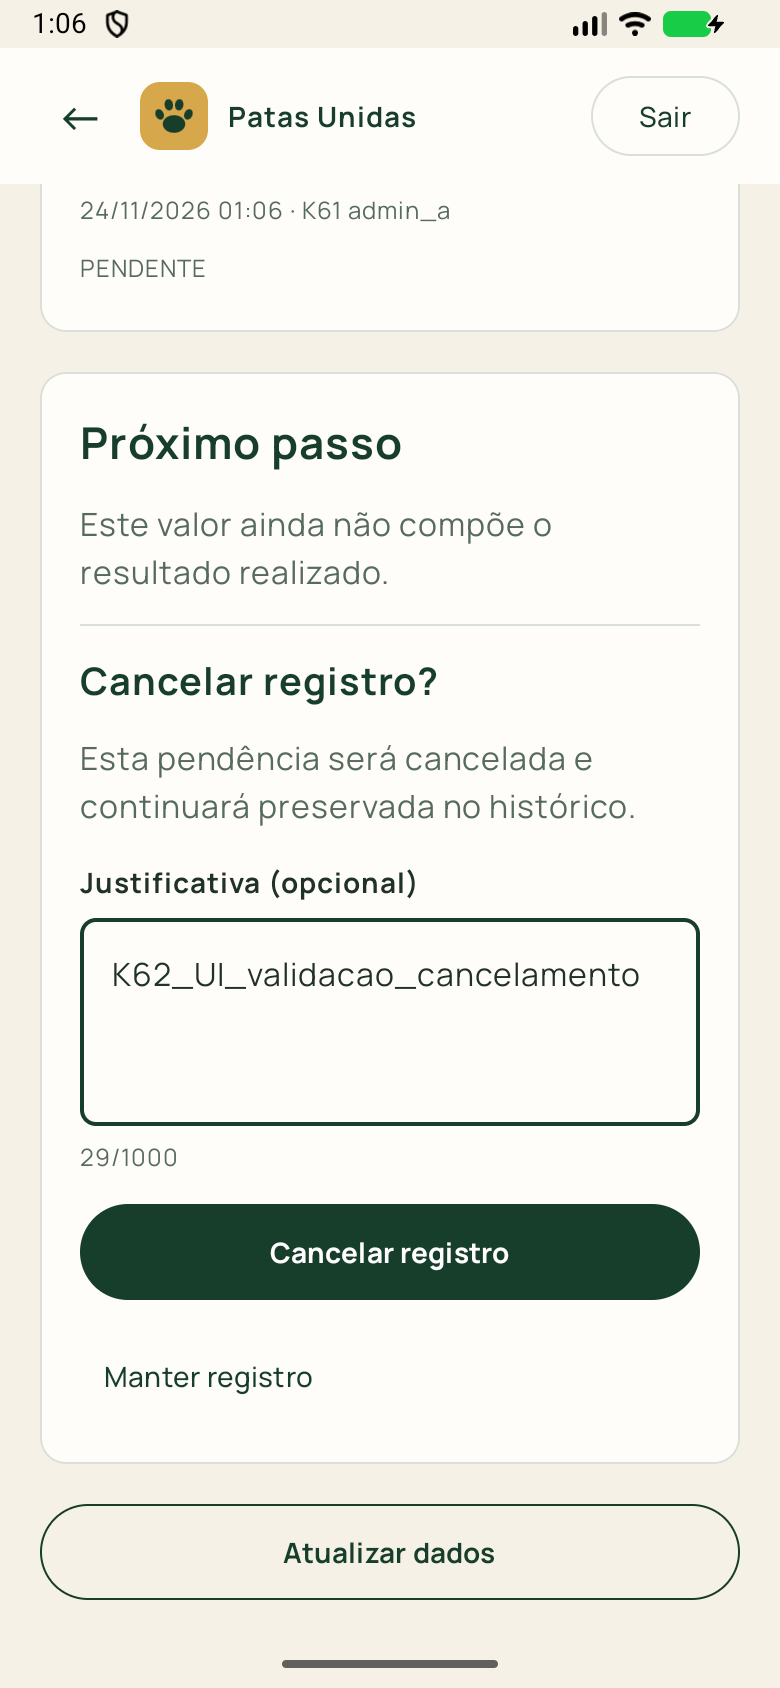 1:06
Patas Unidas
Sair
24/11/2026 01:06 · K61 admin_a
PENDENTE
Próximo passo
Este valor ainda não compõe o
resultado realizado.
Cancelar registro?
Esta pendência será cancelada e
continuará preservada no histórico.
Justificativa (opcional)
K62_UI_validacao_cancelamento
29/1000
Cancelar registro
Manter registro
Atualizar dados